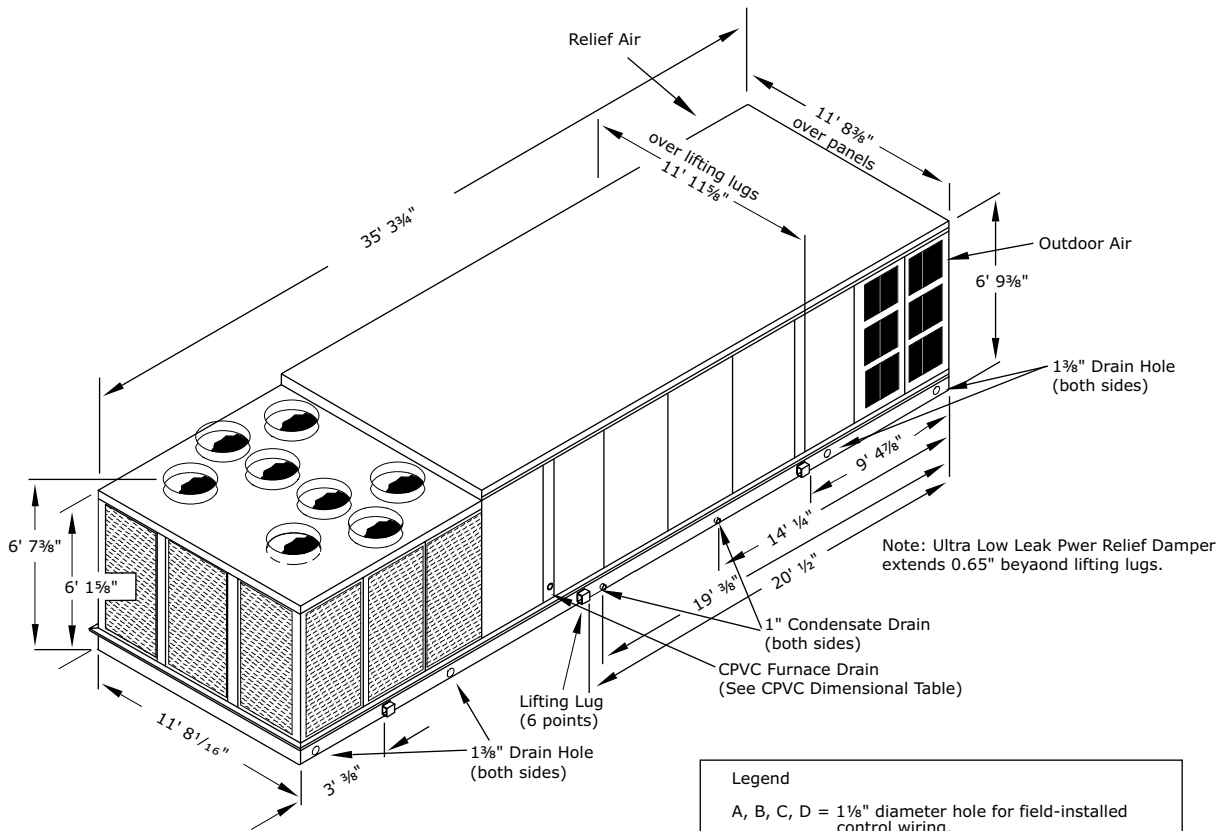 Relief Air
11' 8⅜"
over panels
over lifting lugs
11' 11⅝"
35' 3¾"
Outdoor Air
6' 9⅜"
1⅜" Drain Hole
(both sides)
9' 4⅞"
14' ¼"
19' ⅜"
20' ½"
Note: Ultra Low Leak Pwer Relief Damper
extends 0.65" beyaond lifting lugs.
6' 7⅜"
6' 1⅝"
1" Condensate Drain
(both sides)
CPVC Furnace Drain
(See CPVC Dimensional Table)
Lifting Lug
(6 points)
11' 8¹/₁₆"
3' ⅜"
1⅜" Drain Hole
(both sides)
Legend
A, B, C, D = 1⅛" diameter hole for field-installed
control wiring.